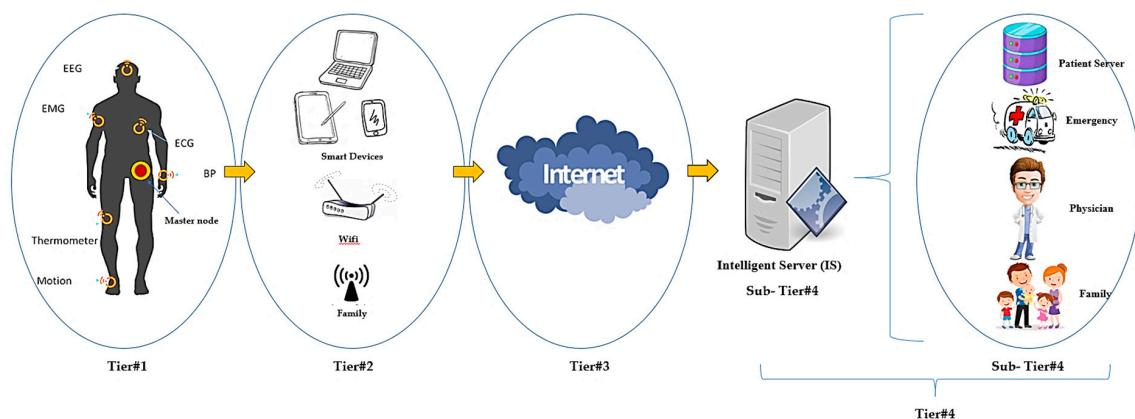 EEG
EMG
ECG
BP
Master node
Thermometer
Motion
Tier#1
Smart Devices
Wifi
Family
Tier#2
Internet
Tier#3
Intelligent Server (IS)
Sub- Tier#4
Patient Server
Emergency
Physician
Family
Sub- Tier#4
Tier#4